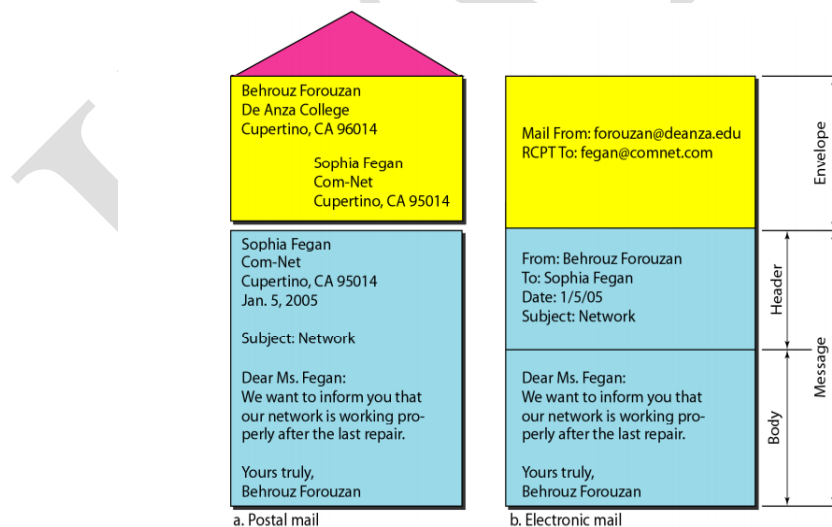 Behrouz Forouzan
De Anza College
Cupertino, CA 96014
Sophia Fegan
Com-Net
Cupertino, CA 95014
Sophia Fegan
Com-Net
Cupertino, CA 95014
Jan. 5, 2005
Subject: Network
Dear Ms. Fegan:
We want to inform you that
our network is working pro-
perly after the last repair.
Yours truly,
Behrouz Forouzan
a. Postal mail
Mail From: forouzan@deanza.edu
RCPT To: fegan@comnet.com
From: Behrouz Forouzan
To: Sophia Fegan
Date: 1/5/05
Subject: Network
Dear Ms. Fegan:
We want to inform you that
our network is working pro-
perly after the last repair.
Yours truly,
Behrouz Forouzan
b. Electronic mail
Envelope
Header
Message
Body